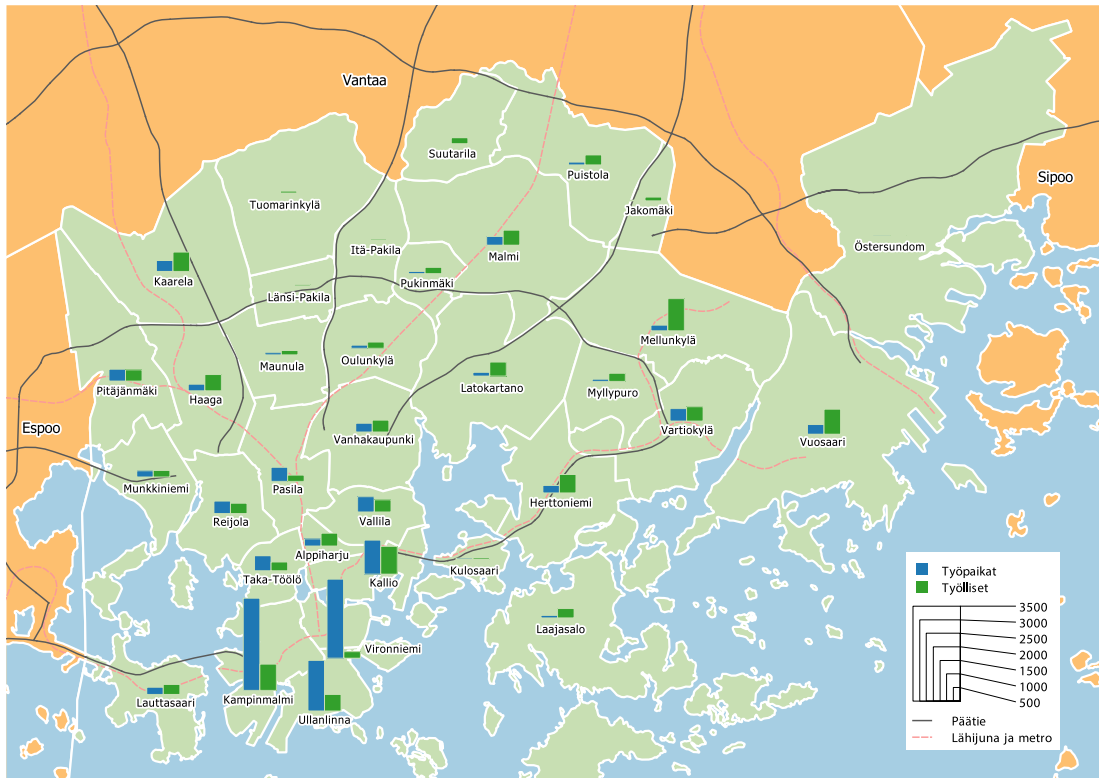 Vantaa
Suutarila
Puistola
Sipoo
Tuomarinkylä
Jakomäki
Itä-Pakila
Malmi
Östersundom
Kaarela
Pukinmäki
Länsi-Pakila
Mellunkylä
Maunula
Oulunkylä
Pitäjänmäki
Haaga
Latokartano
Myllypuro
Espoo
Vanhakaupunki
Vartiokylä
Vuosaari
Munkkiniemi
Pasila
Herttoniemi
Reijola
Vallila
Alppiharju
Taka-Töölö
Kallio
Kulosaari
Laajasalo
Vironniemi
Lauttasaari
Kampinmalmi
Ullanlinna
Työpaikat
Työlliset
3500
3000
2500
2000
1500
1000
500
Päätie
Lähijuna ja metro